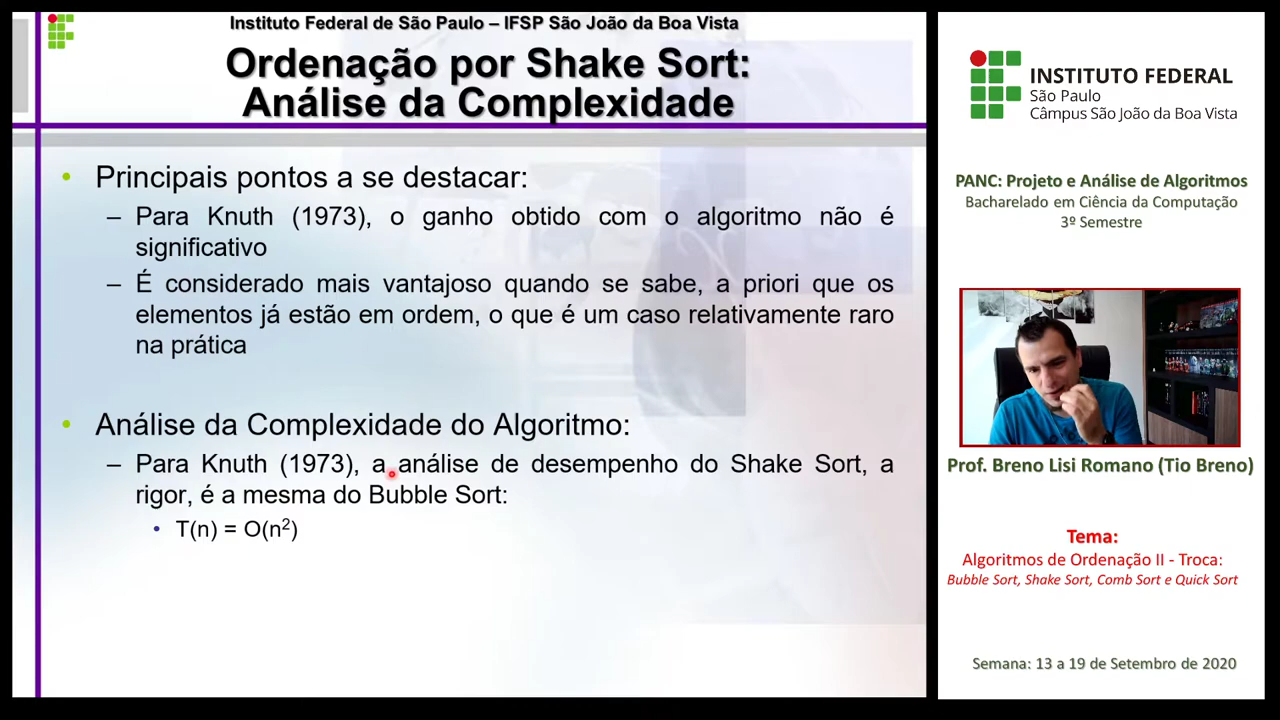 Instituto Federal de São Paulo – IFSP São João da Boa Vista
Ordenação por Shake Sort:
Análise da Complexidade
• Principais pontos a se destacar:
– Para Knuth (1973), o ganho obtido com o algoritmo não é
significativo
– É considerado mais vantajoso quando se sabe, a priori que os
elementos já estão em ordem, o que é um caso relativamente raro
na prática
• Análise da Complexidade do Algoritmo:
– Para Knuth (1973), a análise de desempenho do Shake Sort, a
rigor, é a mesma do Bubble Sort:
• T(n) = O(n²)
INSTITUTO FEDERAL
São Paulo
Câmpus São João da Boa Vista
PANC: Projeto e Análise de Algoritmos
Bacharelado em Ciência da Computação
3º Semestre
Prof. Breno Lisi Romano (Tio Breno)
Tema:
Algoritmos de Ordenação II - Troca:
Bubble Sort, Shake Sort, Comb Sort e Quick Sort
Semana: 13 a 19 de Setembro de 2020